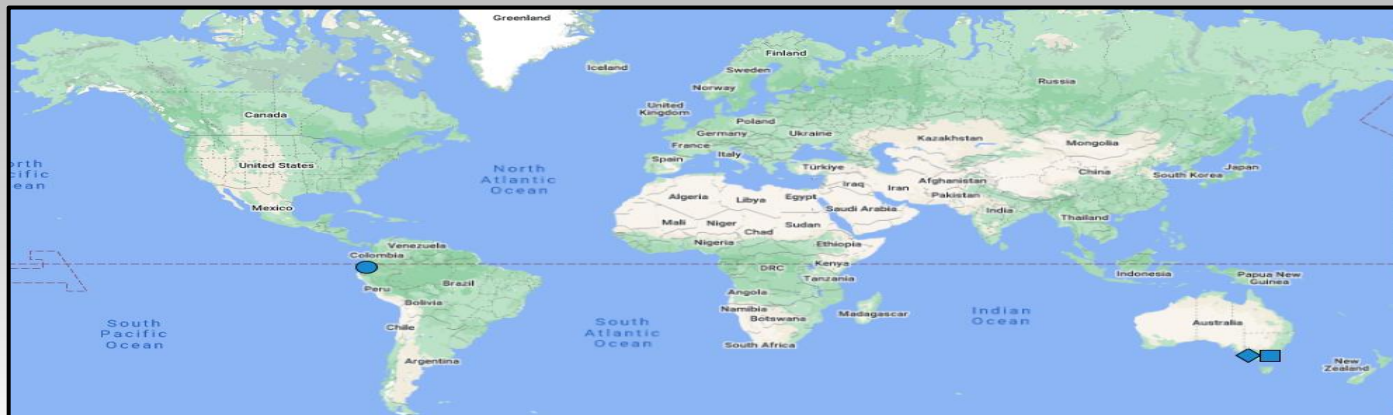 Greenland
Iceland
Finland
Sweden
Norway
Russia
United
Kingdom
Canada
Poland
Germany
Ukraine
Kazakhstan
Mongolia
France
Italy
Spain
Türkiye
United States
North
Atlantic
Ocean
orth
cific
ean
Japan
South Korea
China
Afghanistan
Iraq
Iran
Pakistan
Algeria
Libya
Egypt
Saudi Arabia
India
Mexico
Mali
Niger
Chad
Sudan
Thailand
Nigeria
Ethiopia
Venezuela
Colombia
Kenya
DRC
Tanzania
Indonesia
Papua New
Guinea
Peru
Brazil
Bolivia
Angola
Namibia
Botswana
Madagascar
Indian
Ocean
South
Pacific
Ocean
South
Atlantic
Ocean
Chile
Australia
South Africa
Argentina
New
Zealand